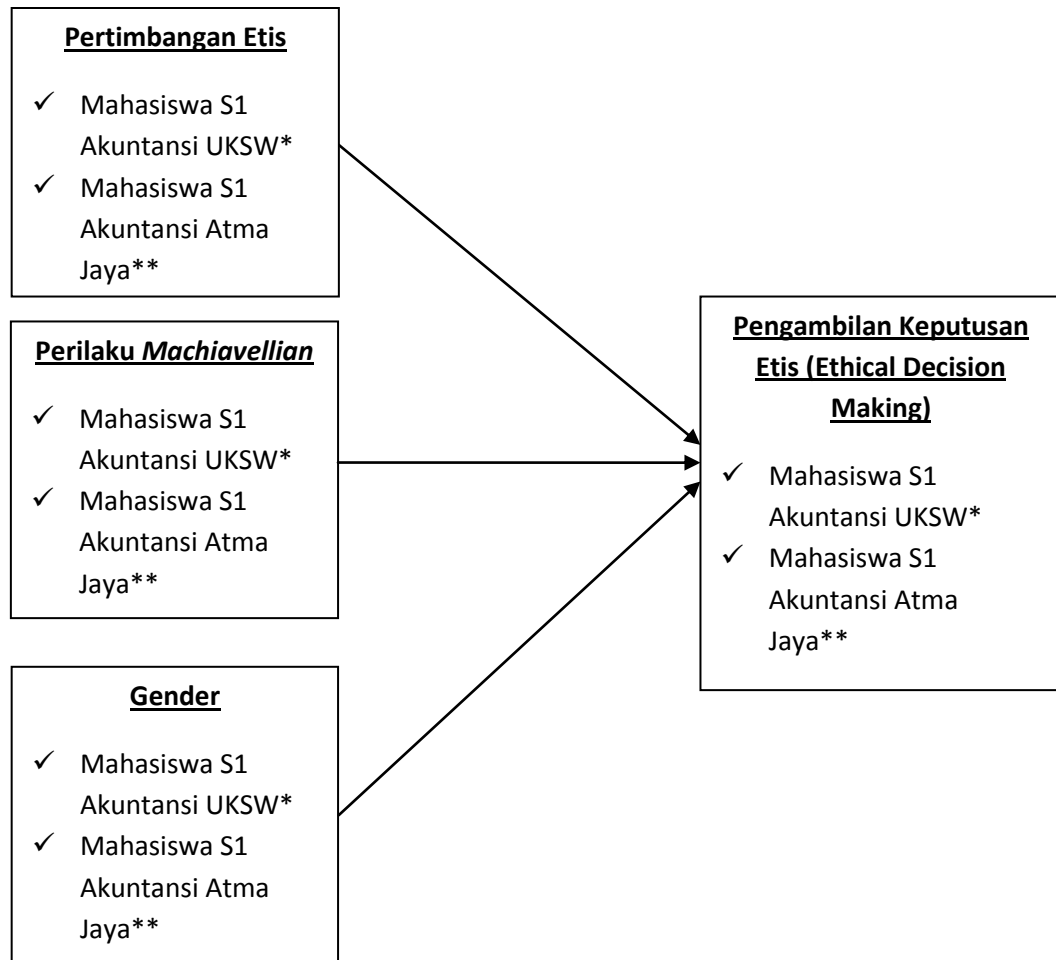 Pertimbangan Etis
✓ Mahasiswa S1
Akuntansi UKSW*
✓ Mahasiswa S1
Akuntansi Atma
Jaya**
Perilaku Machiavellian
✓ Mahasiswa S1
Akuntansi UKSW*
✓ Mahasiswa S1
Akuntansi Atma
Jaya**
Gender
✓ Mahasiswa S1
Akuntansi UKSW*
✓ Mahasiswa S1
Akuntansi Atma
Jaya**
Pengambilan Keputusan
Etis (Ethical Decision
Making)
✓ Mahasiswa S1
Akuntansi UKSW*
✓ Mahasiswa S1
Akuntansi Atma
Jaya**